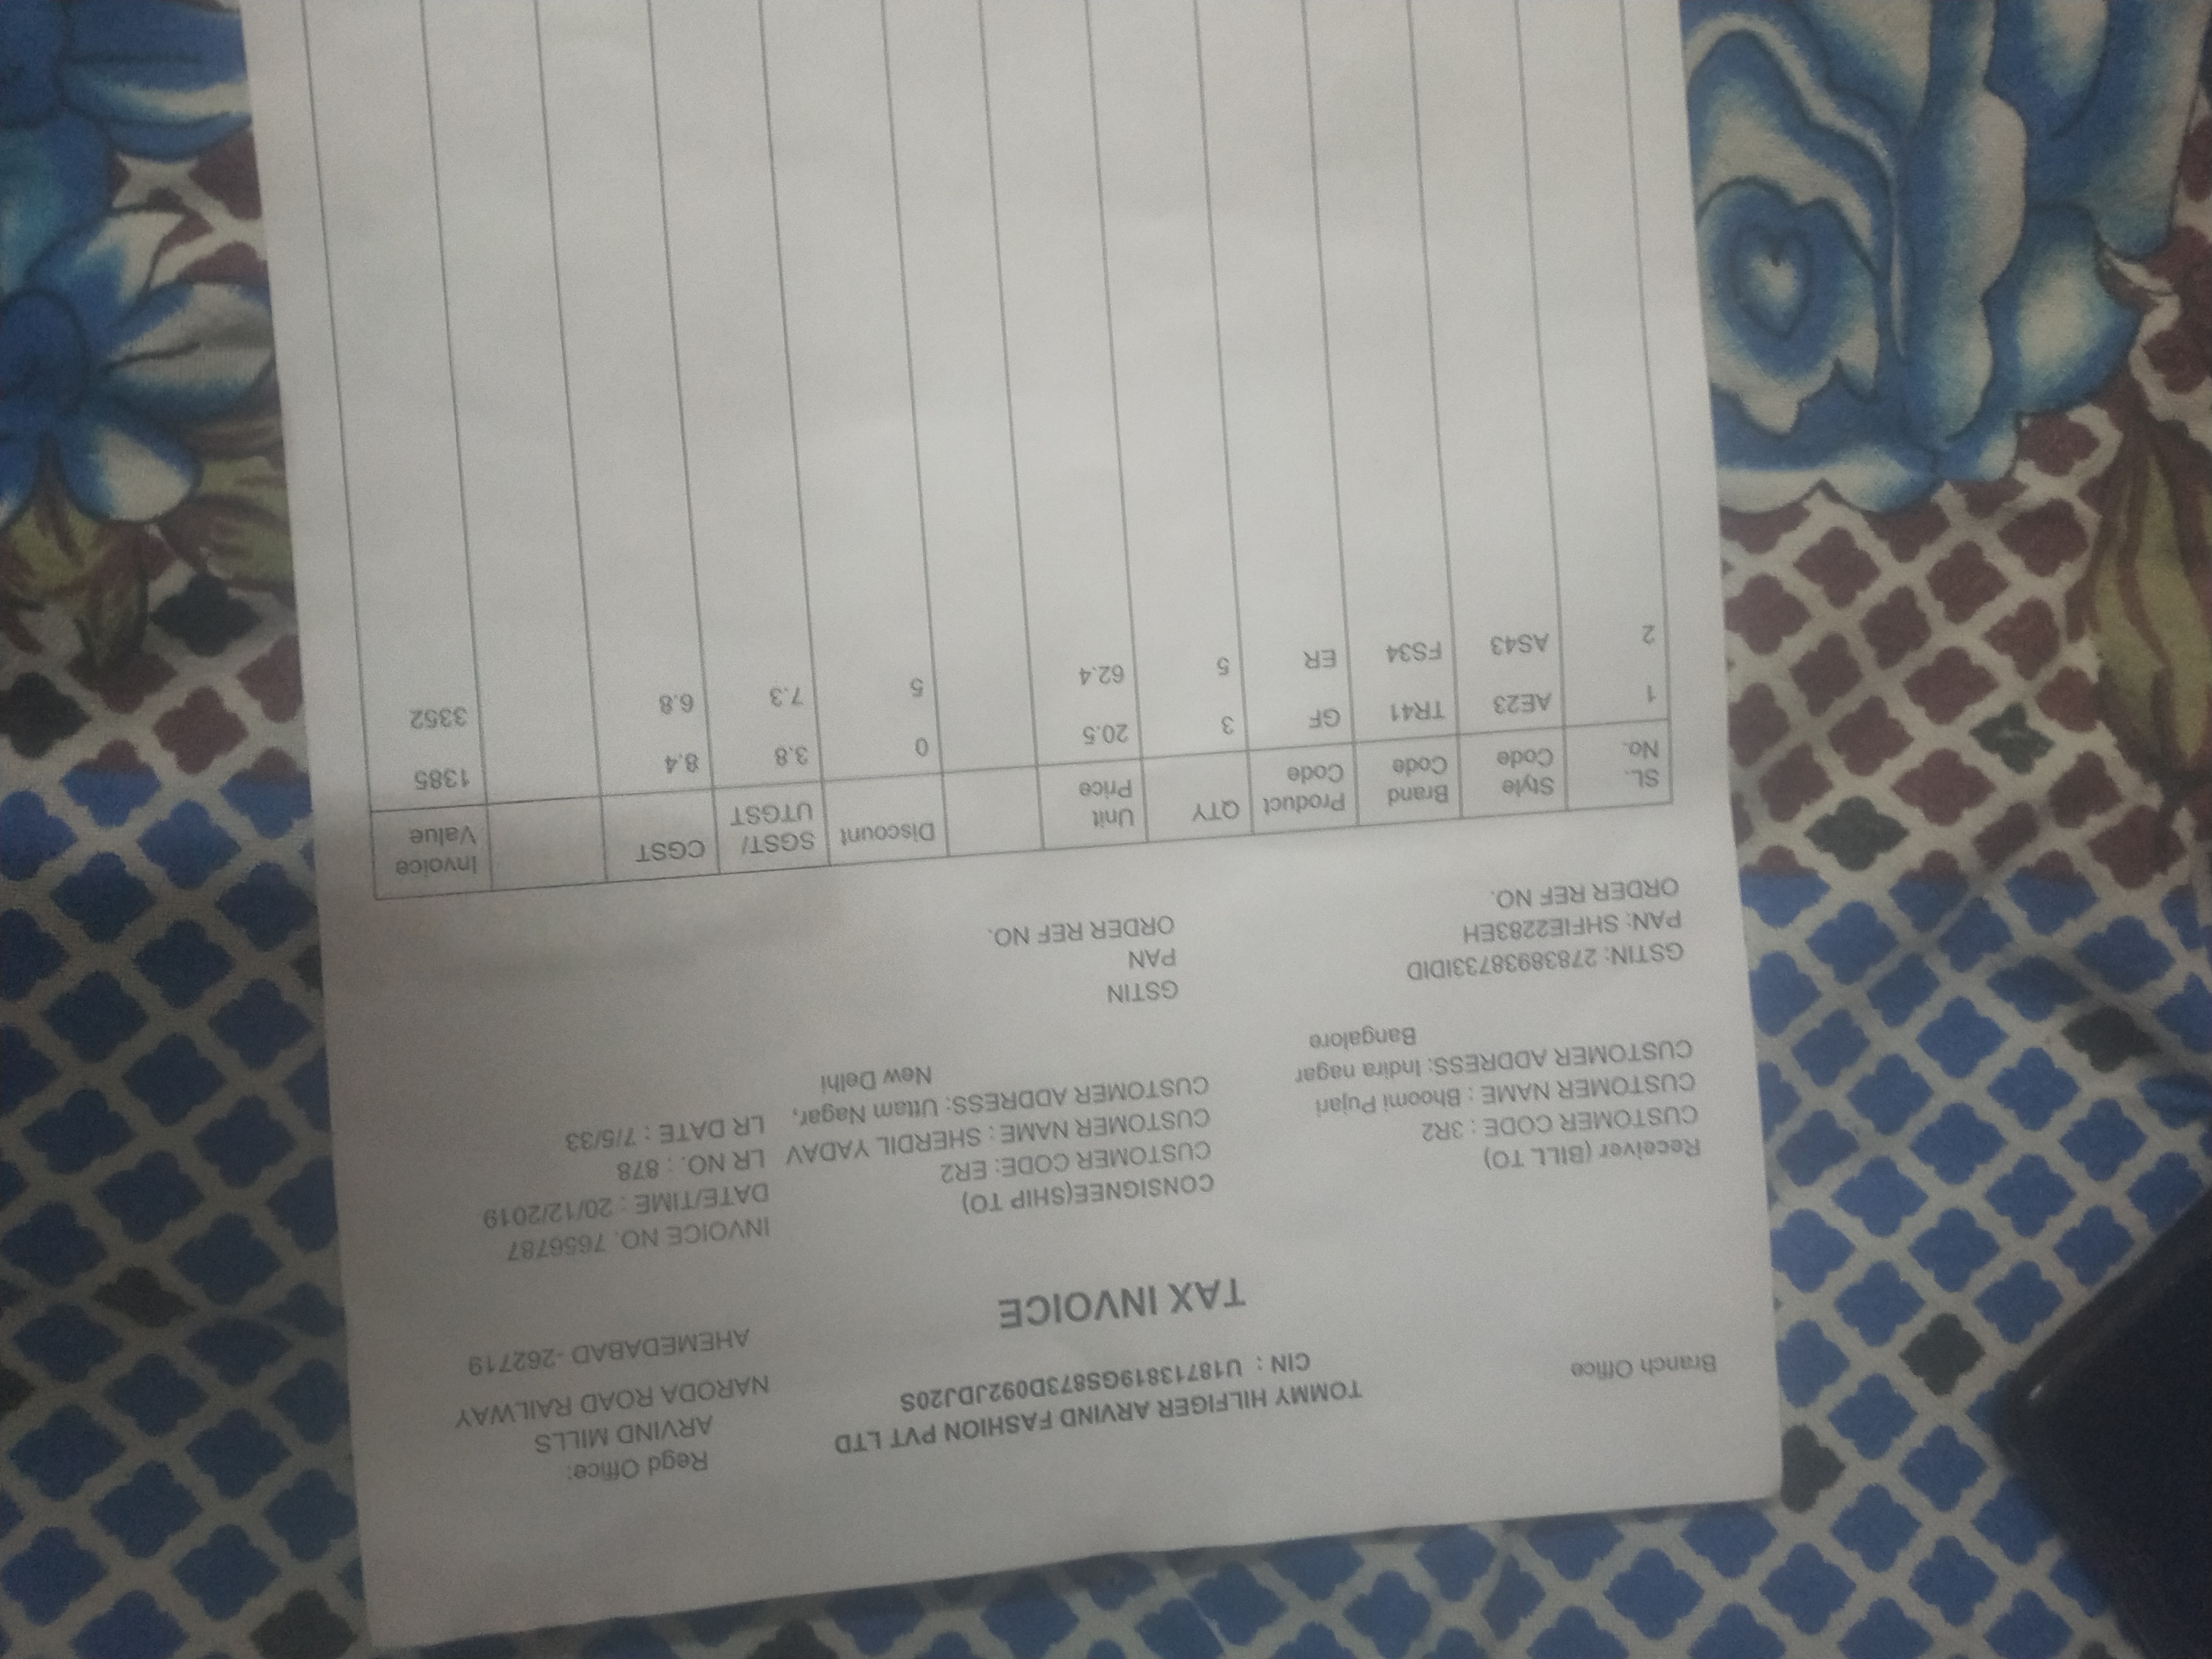 Regd Office:
Branch Office
TOMMY HILFIGER ARVIND FASHION PVT LTD
ARVIND MILLS
CIN : U18713819GS873D092JDJ20S
NARODA ROAD RAILWAY
AHEMEDABAD -262719
TAX INVOICE
Receiver (BILL TO)
CUSTOMER CODE : 3R2
CUSTOMER NAME : Bhoomi Pujari
CUSTOMER ADDRESS: Indira nagar
Bangalore
CONSIGNEE(SHIP TO)
CUSTOMER CODE: ER2
CUSTOMER NAME : SHERDIL YADAV
CUSTOMER ADDRESS: Uttam Nagar,
New Delhi
INVOICE NO. 7656787
DATE/TIME : 20/12/2019
LR NO. : 878
LR DATE : 7/5/33
GSTIN: 27838938733IDID
PAN: SHFIE2283EH
ORDER REF NO.
GSTIN
PAN
ORDER REF NO.
SL. No. Style Code Brand Code Product Code QTY Unit Price Discount SGST/ UTGST CGST Invoice Value
1 AE23 TR41 GF 3 20.5 0 3.8 8.4 1385
2 AS43 FS34 ER 5 62.4 5 7.3 6.8 3352